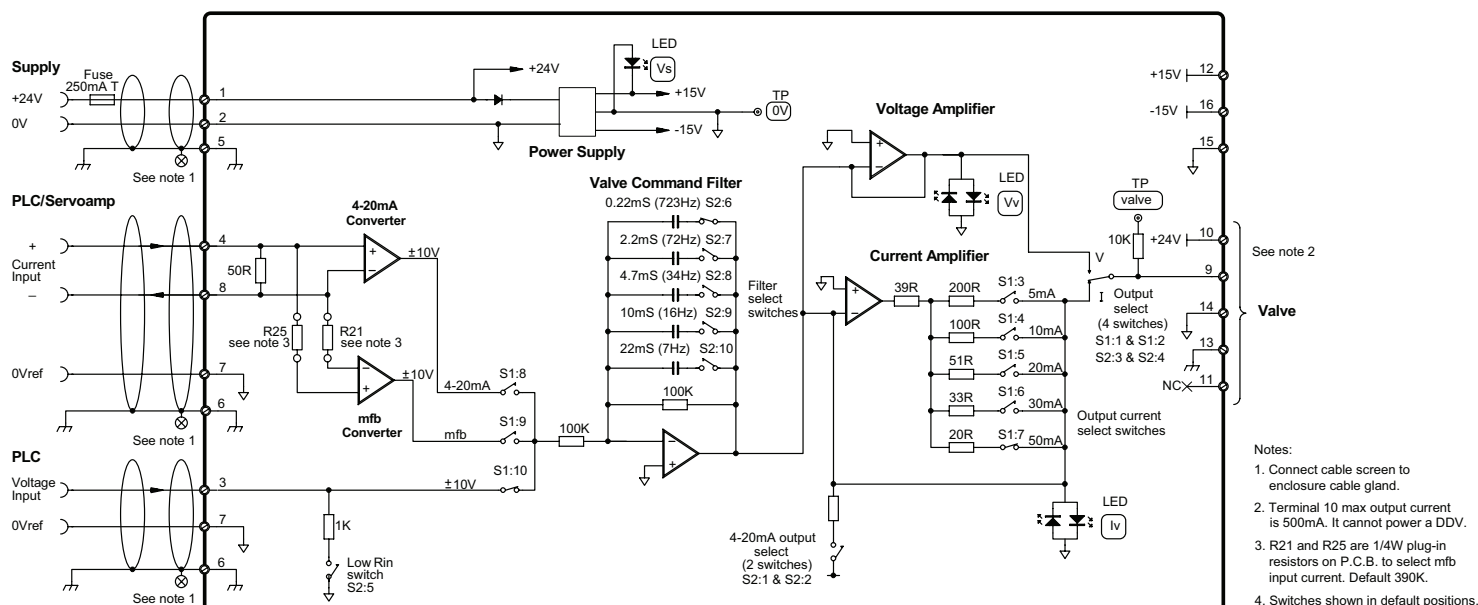 Supply
Fuse
250mA T
+24V
0V
1
2
5
See note 1
+24V
LED
Vs
+15V
-15V
TP
0V
Power Supply
PLC/Servoamp
+
Current
Input
–
0Vref
4
8
7
6
See note 1
50R
R25
see note 3
R21
see note 3
4-20mA
Converter
+
–
±10V
–
+
±10V
mfb
Converter
4-20mA
S1:8
mfb
S1:9
±10V
S1:10
PLC
Voltage
Input
0Vref
3
7
6
See note 1
1K
Low Rin
switch
S2:5
100K
Valve Command Filter
0.22mS (723Hz) S2:6
2.2mS (72Hz) S2:7
4.7mS (34Hz) S2:8
10mS (16Hz) S2:9
22mS (7Hz) S2:10
Filter
select
switches
100K
–
+
Voltage Amplifier
+
–
LED
Vv
Current Amplifier
+
–
39R
200R
S1:3
5mA
100R
S1:4
10mA
51R
S1:5
20mA
33R
S1:6
30mA
20R
S1:7
50mA
Output current
select switches
4-20mA output
select
(2 switches)
S2:1 & S2:2
LED
Iv
V
I
Output
select
(4 switches)
S1:1 & S1:2
S2:3 & S2:4
TP
valve
10K
+15V
12
-15V
16
15
+24V
10
9
14
13
NC
11
See note 2
Valve
Notes:
1. Connect cable screen to
enclosure cable gland.
2. Terminal 10 max output current
is 500mA. It cannot power a DDV.
3. R21 and R25 are 1/4W plug-in
resistors on P.C.B. to select mfb
input current. Default 390K.
4. Switches shown in default positions.